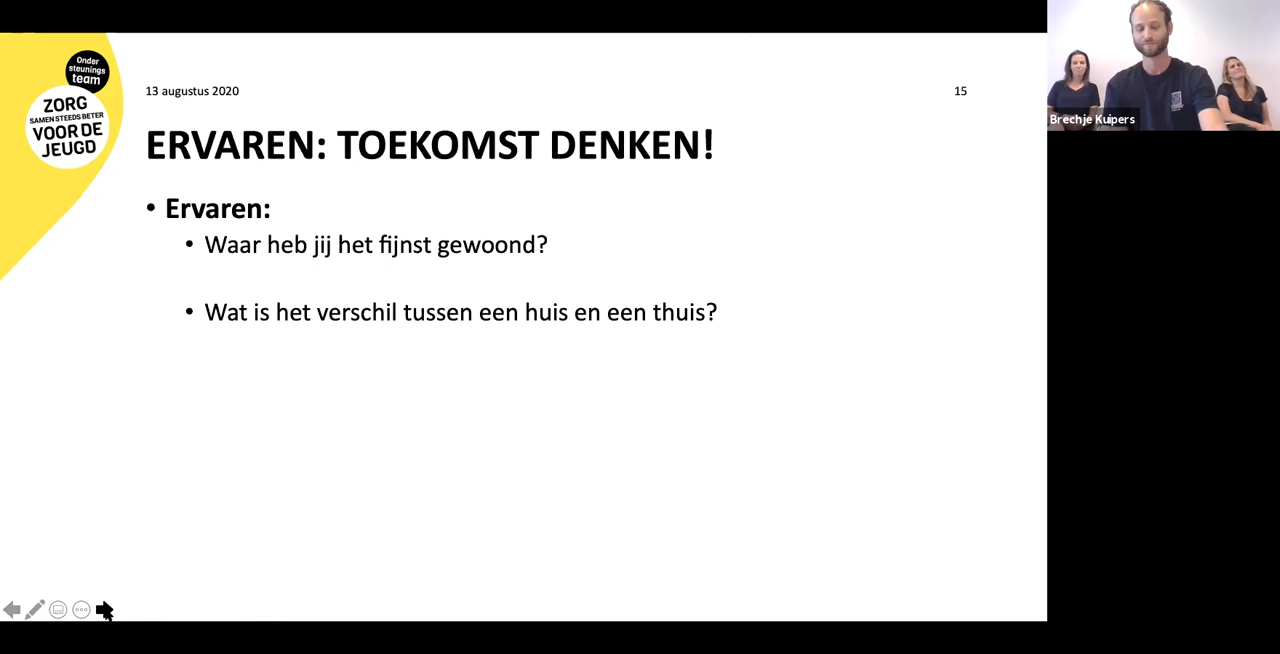 Onder
steunings
team
ZORG
SAMEN STEEDS BETER
VOOR DE
JEUGD
13 augustus 2020
15
ERVAREN: TOEKOMST DENKEN!
• Ervaren:
• Waar heb jij het fijnst gewoond?
• Wat is het verschil tussen een huis en een thuis?
Brechje Kuipers